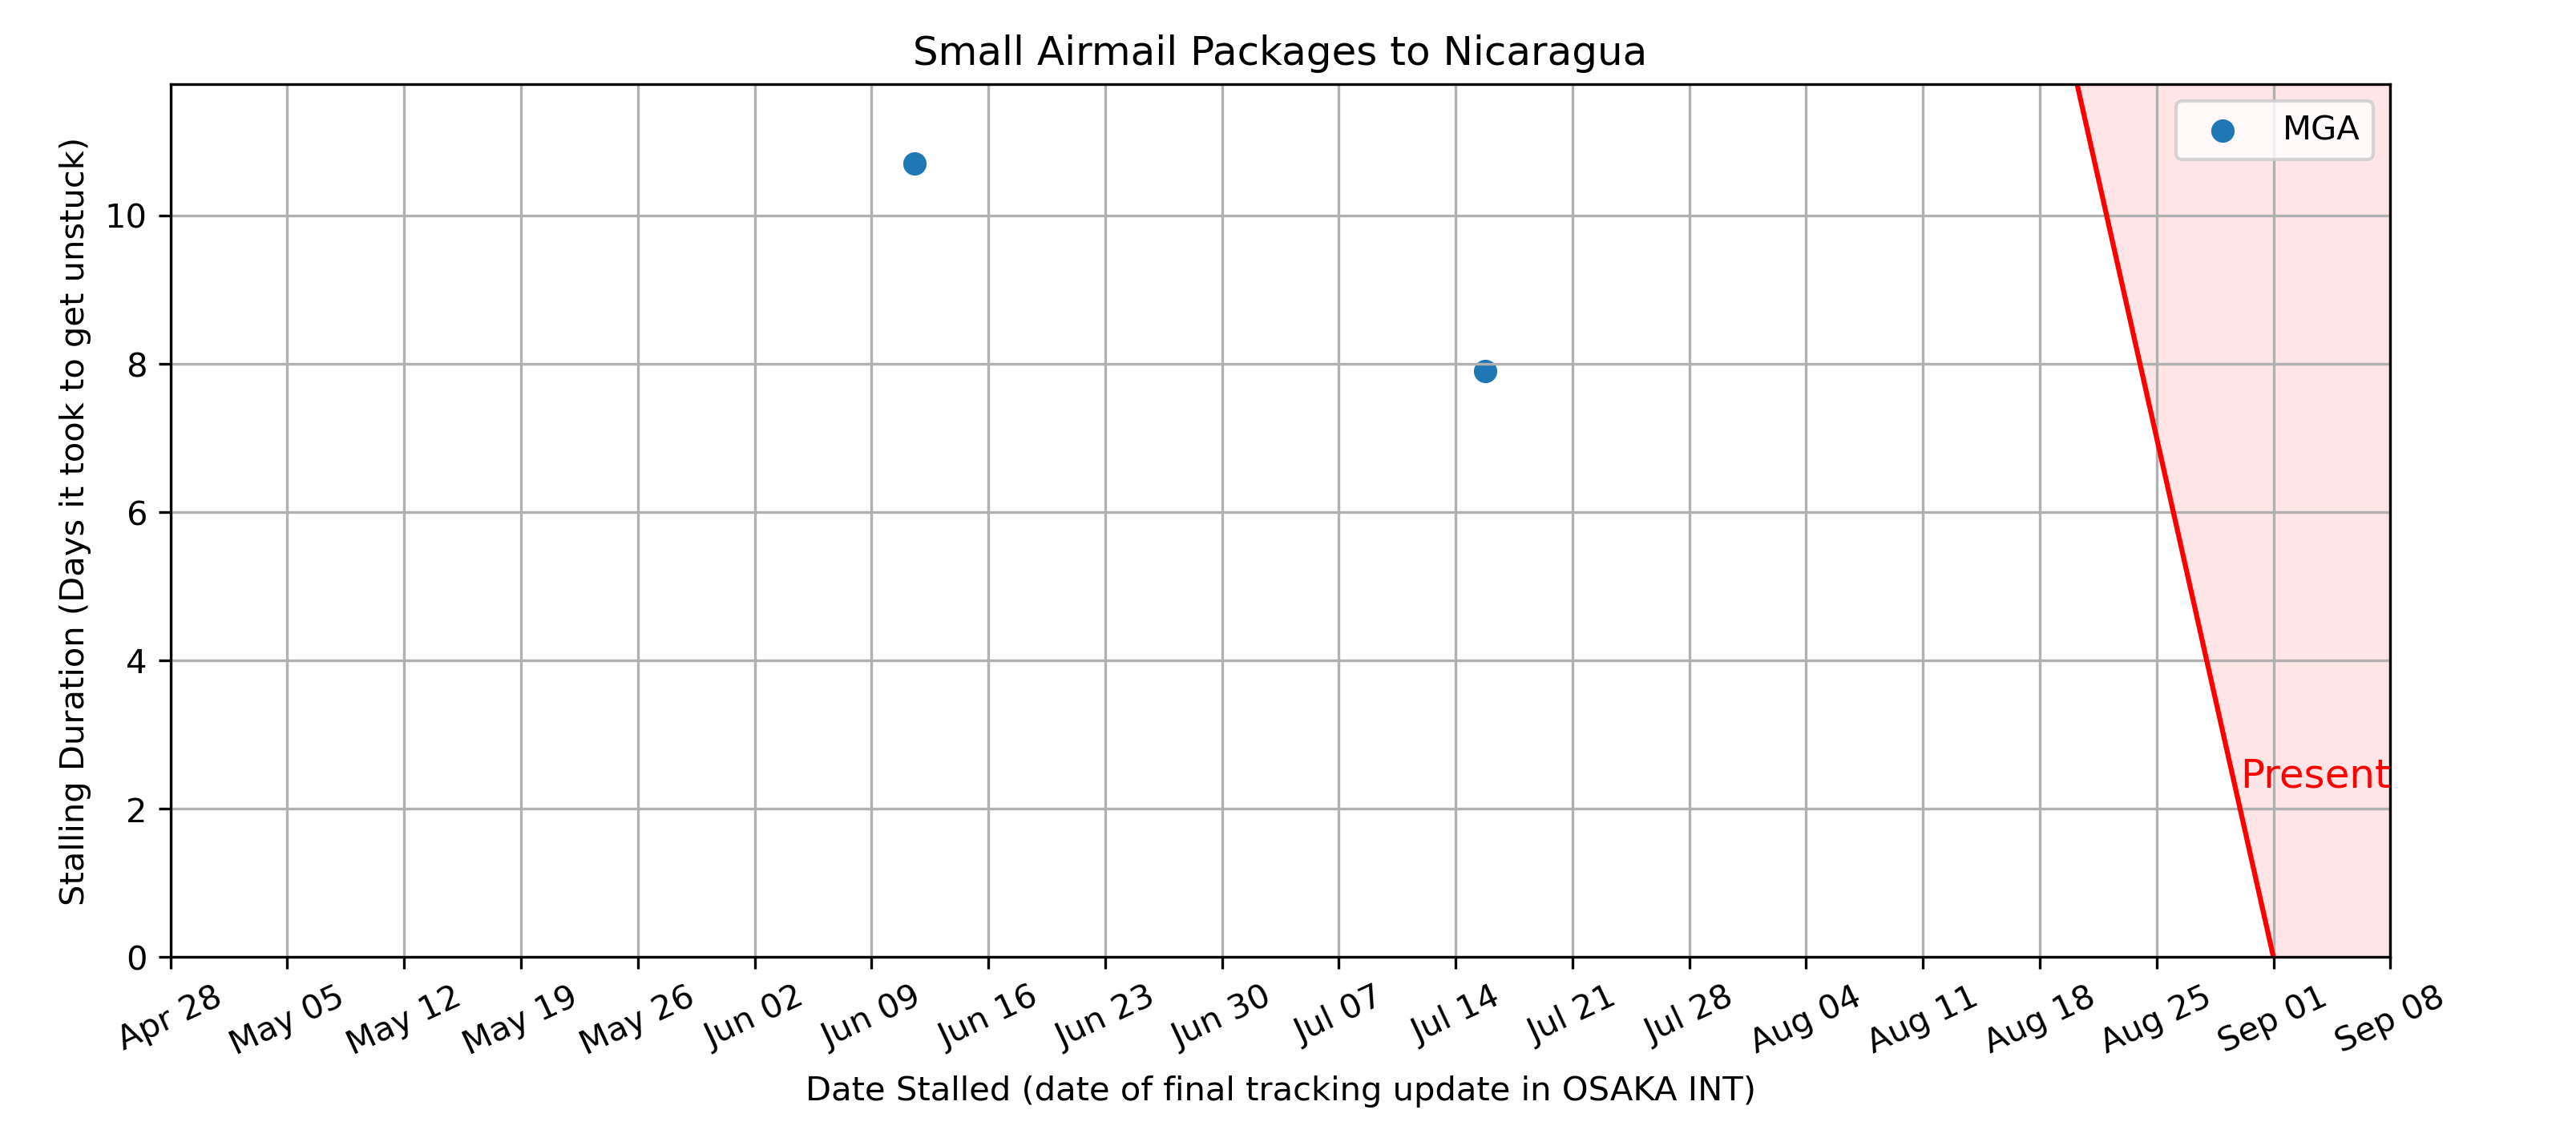 Small Airmail Packages to Nicaragua
MGA
Stalling Duration (Days it took to get unstuck)
10
8
6
4
2
0
Present
Apr 28
May 05
May 12
May 19
May 26
Jun 02
Jun 09
Jun 16
Jun 23
Jun 30
Jul 07
Jul 14
Jul 21
Jul 28
Aug 04
Aug 11
Aug 18
Aug 25
Sep 01
Sep 08
Date Stalled (date of final tracking update in OSAKA INT)